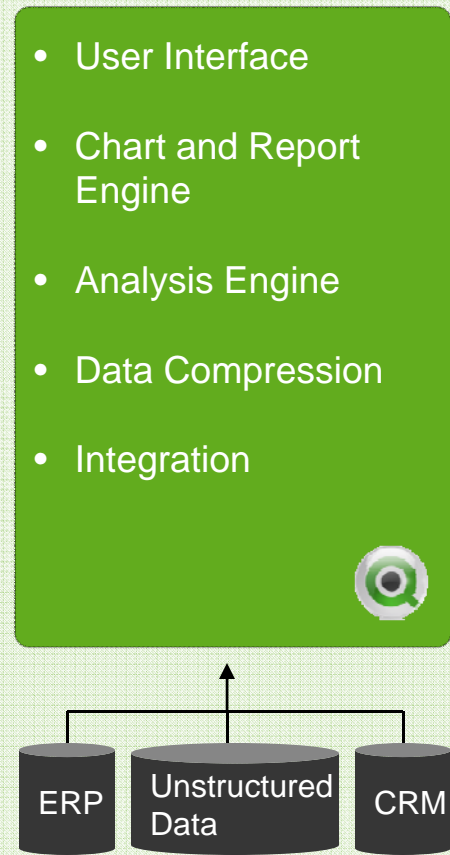 • User Interface
• Chart and Report
Engine
• Analysis Engine
• Data Compression
• Integration
ERP
Unstructured
Data
CRM